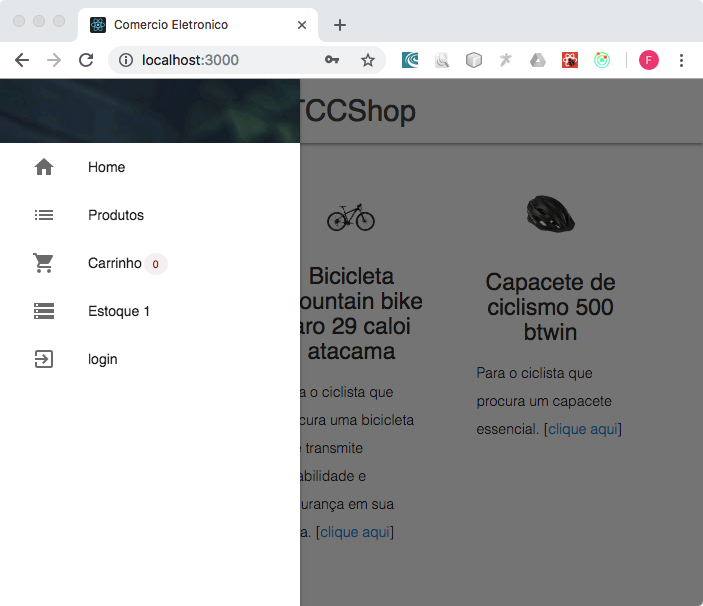 Comercio Eletronico
localhost:3000
F
TCCShop
Home
Produtos
Carrinho 0
Estoque 1
login
Bicicleta
ountain bike
aro 29 caloi
atacama
a o ciclista que
cura uma bicicleta
transmite
abilidade e
urança em sua
a. [clique aqui]
Capacete de
ciclismo 500
btwin
Para o ciclista que
procura um capacete
essencial. [clique aqui]